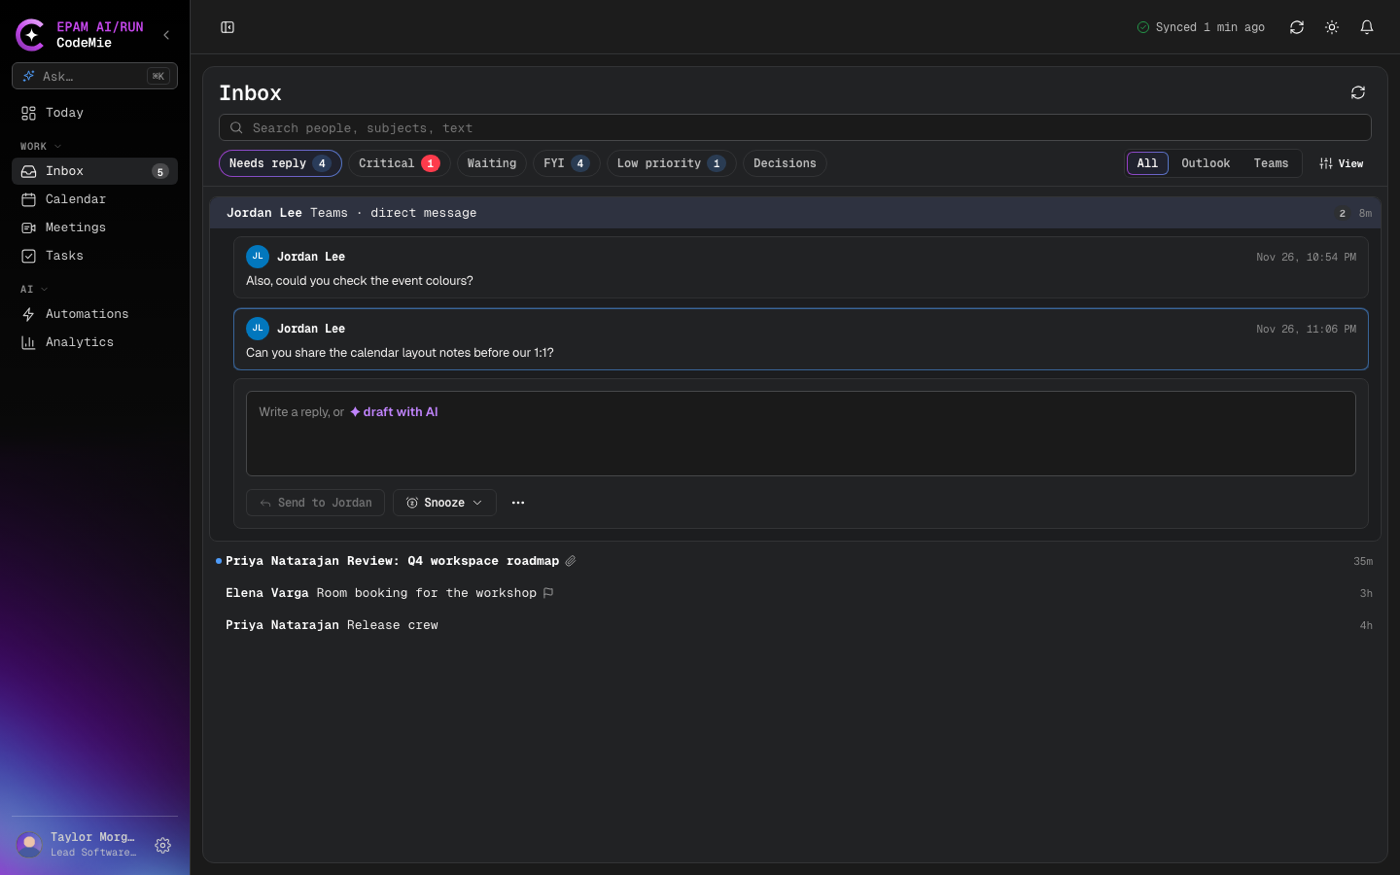 EPAM AI/RUN
CodeMie
Ask…
⌘K
Today
WORK
Inbox 5
Calendar
Meetings
Tasks
AI
Automations
Analytics
Taylor Morg…
Lead Software…
Synced 1 min ago
Inbox
Search people, subjects, text
Needs reply 4 Critical 1 Waiting FYI 4 Low priority 1 Decisions All Outlook Teams View
Jordan Lee Teams · direct message 2 8m
JL Jordan Lee Nov 26, 10:54 PM
Also, could you check the event colours?
JL Jordan Lee Nov 26, 11:06 PM
Can you share the calendar layout notes before our 1:1?
Write a reply, or draft with AI
Send to Jordan Snooze
Priya Natarajan Review: Q4 workspace roadmap 35m
Elena Varga Room booking for the workshop 3h
Priya Natarajan Release crew 4h